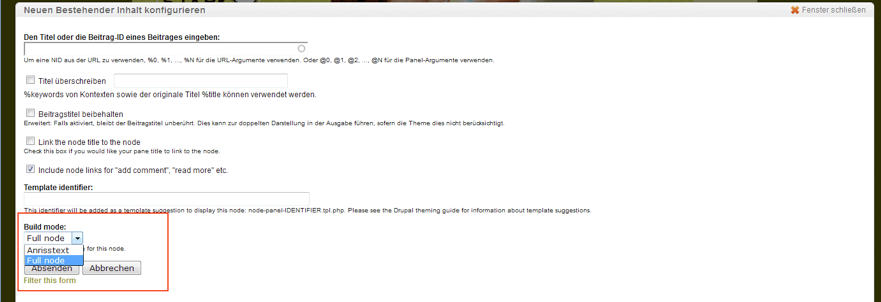 Neuen Bestehender Inhalt konfigurieren
Fenster schließen
Den Titel oder die Beitrag-ID eines Beitrages eingeben:
Um eine NID aus der URL zu verwenden, %0, %1, ..., %N für die URL-Argumente verwenden. Oder @0, @1, @2, ..., @N für die Panel-Argumente verwenden.
Titel überschreiben
%keywords von Kontexten sowie der originale Titel %title können verwendet werden.
Beitragstitel beibehalten
Erweitert: Falls aktiviert, bleibt der Beitragstitel unberührt. Dies kann zur doppelten Darstellung in der Ausgabe führen, sofern die Theme dies nicht berücksichtigt.
Link the node title to the node
Check this box if you would like your pane title to link to the node.
Include node links for "add comment", "read more" etc.
Template identifier:
This identifier will be added as a template suggestion to display this node: node-panel-IDENTIFIER.tpl.php. Please see the Drupal theming guide for information about template suggestions.
Build mode:
Full node
Anrisstext
for this node.
Full node
Absenden Abbrechen
Filter this form